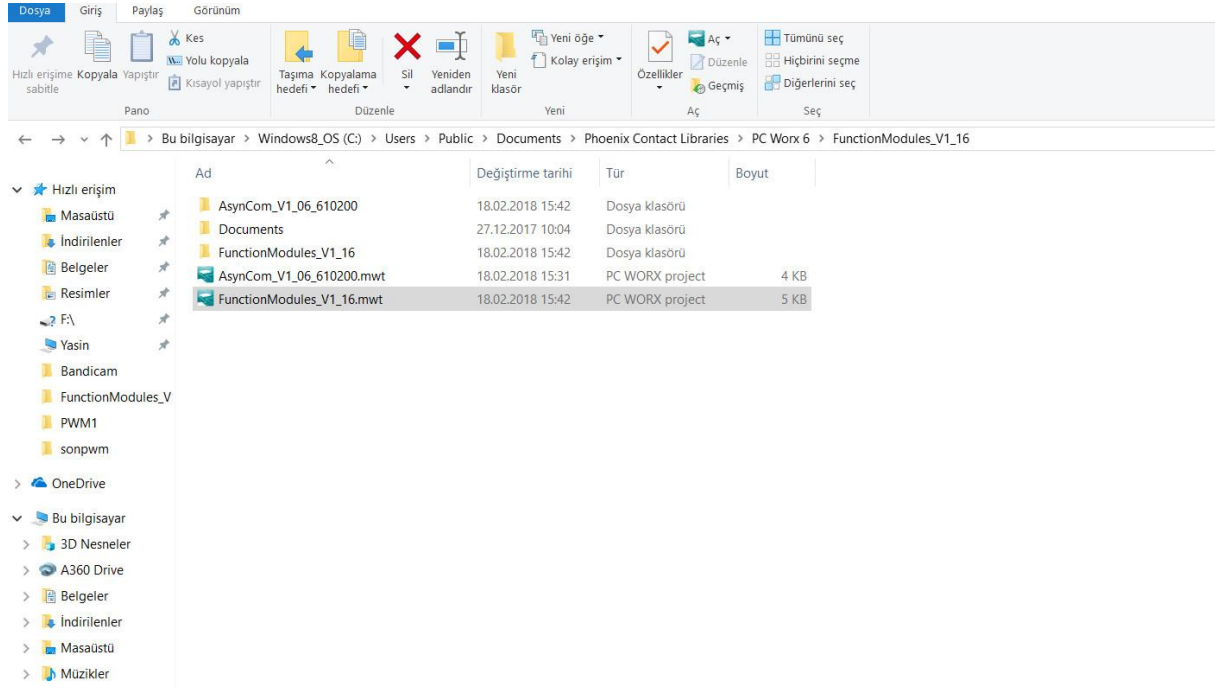 Dosya Giriş Paylaş Görünüm
Hızlı erişime sabitle
Kopyala
Yapıştır
Kes
Yolu kopyala
Kısayol yapıştır
Pano
Taşıma hedefi
Kopyalama hedefi
Sil
Yeniden adlandır
Düzenle
Yeni klasör
Yeni öğe
Kolay erişim
Yeni
Özellikler
Aç
Düzenle
Geçmiş
Aç
Tümünü seç
Hiçbirini seçme
Diğerlerini seç
Seç
Bu bilgisayar > Windows8_OS (C:) > Users > Public > Documents > Phoenix Contact Libraries > PC Worx 6 > FunctionModules_V1_16
Ad Değiştirme tarihi Tür Boyut
AsynCom_V1_06_610200 18.02.2018 15:42 Dosya klasörü
Documents 27.12.2017 10:04 Dosya klasörü
FunctionModules_V1_16 18.02.2018 15:42 Dosya klasörü
AsynCom_V1_06_610200.mwt 18.02.2018 15:31 PC WORX project 4 KB
FunctionModules_V1_16.mwt 18.02.2018 15:42 PC WORX project 5 KB
Hızlı erişim
Masaüstü
İndirilenler
Belgeler
Resimler
F:\
Yasin
Bandicam
FunctionModules_V
PWM1
sonpwm
OneDrive
Bu bilgisayar
3D Nesneler
A360 Drive
Belgeler
İndirilenler
Masaüstü
Müzikler